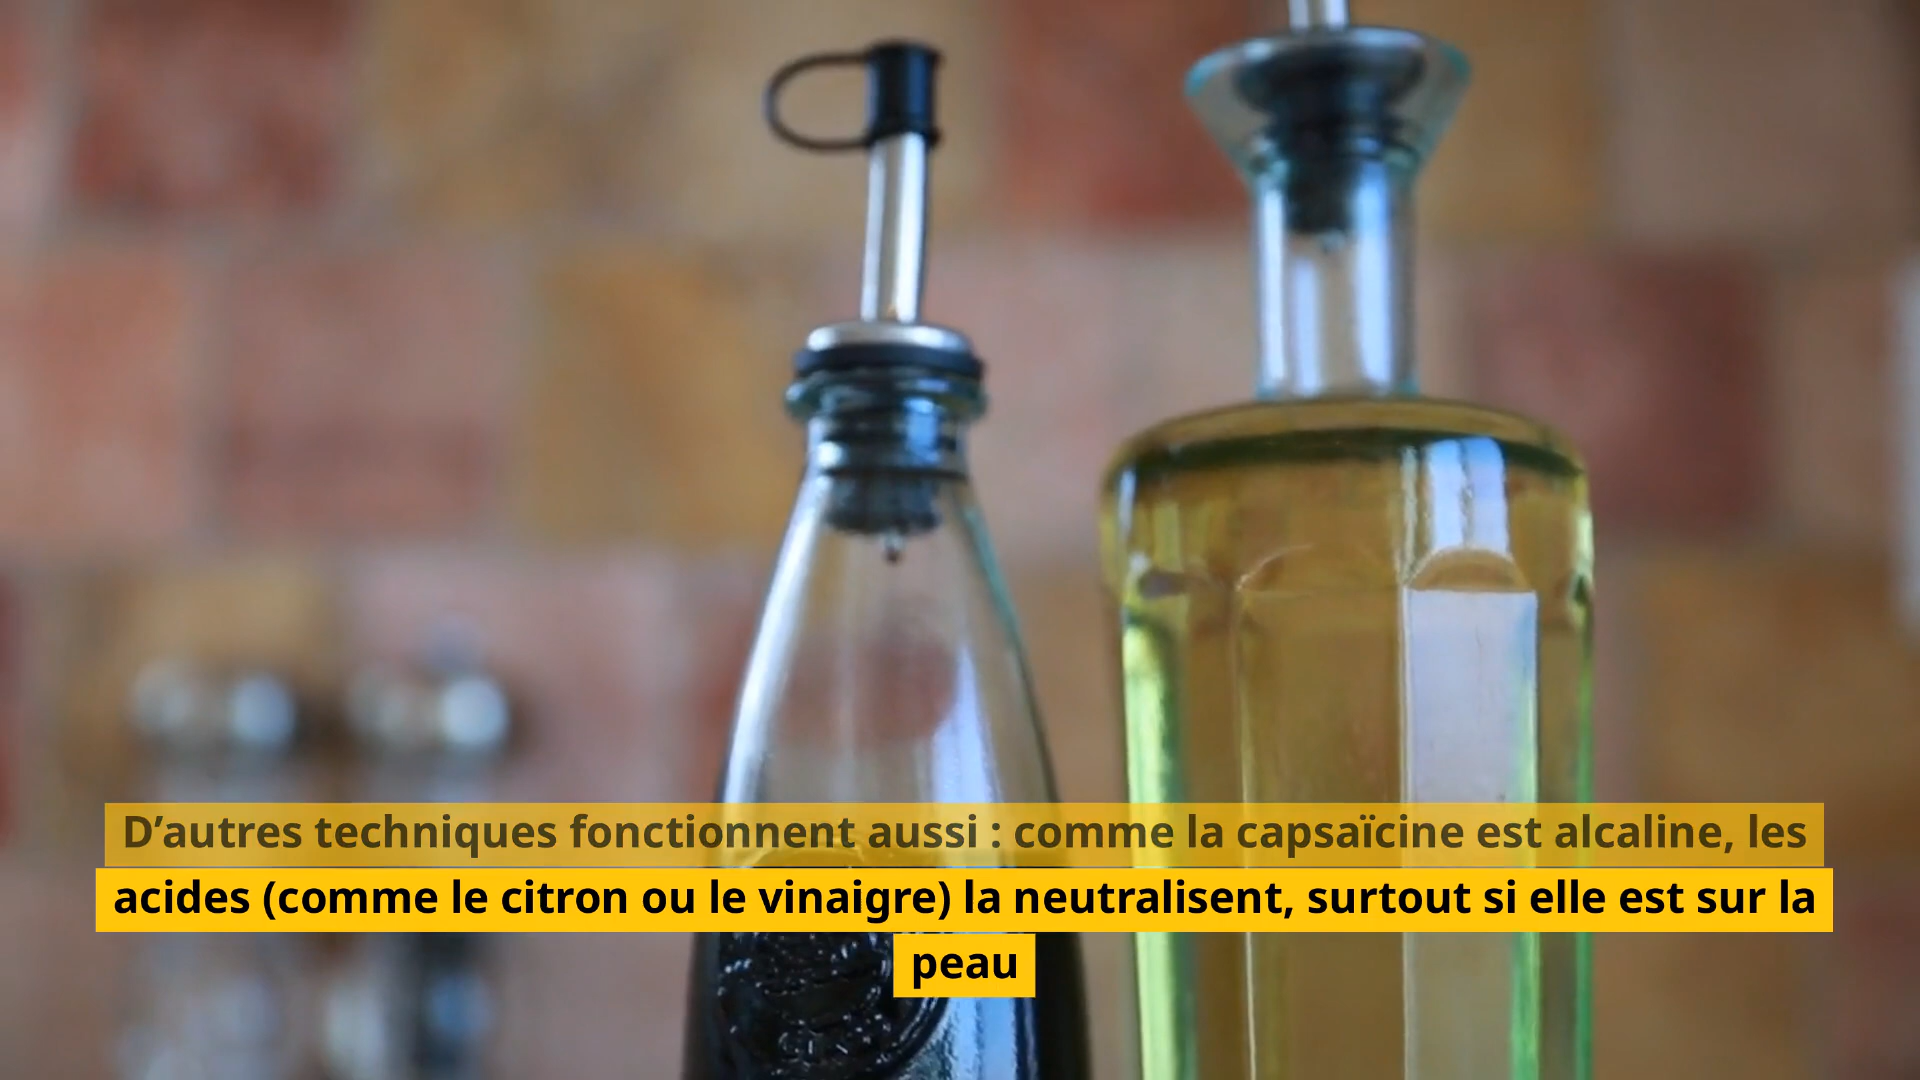 D’autres techniques fonctionnent aussi : comme la capsaïcine est alcaline, les
acides (comme le citron ou le vinaigre) la neutralisent, surtout si elle est sur la
peau